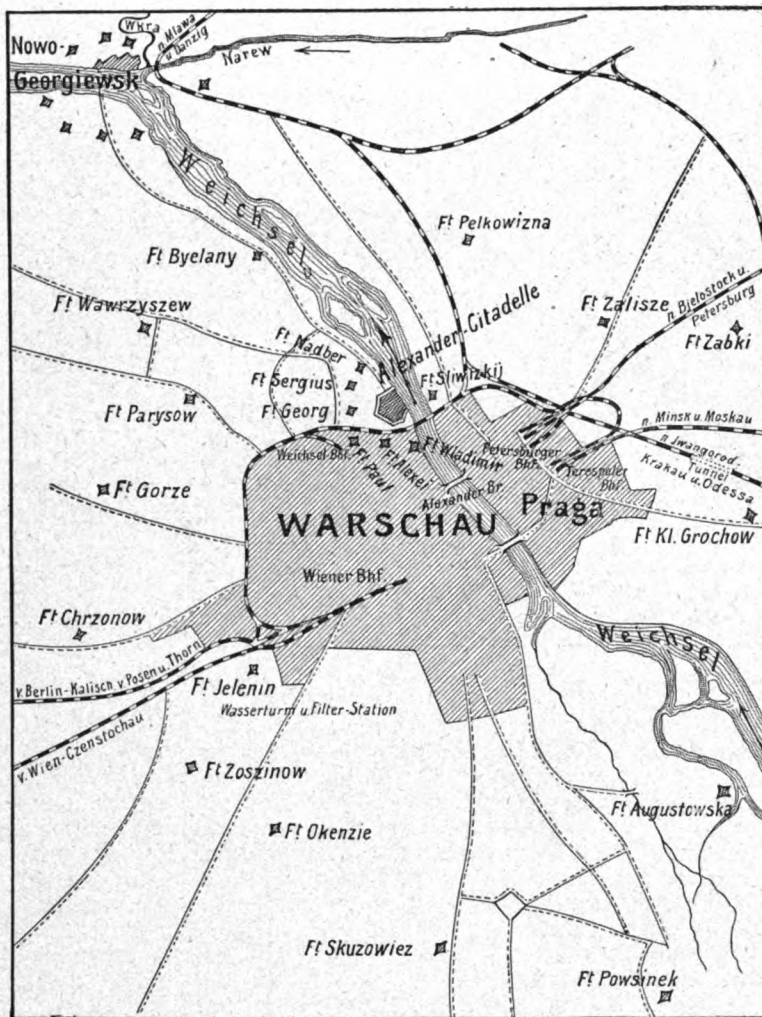 Wkra
n. Mlawa
u. Danzig
Narew
Nowo-
Georgiewsk
Weichsel
Ft Pelkowizna
Ft Byelany
Alexander-Citadelle
n. Bielostock u.
Petersburg
Ft Wawrzyszew
Ft Zalisze
Ft Zabki
Ft Nadber
Ft Sergius
Ft Sliwizkij
Ft Parysow
Ft Georg
n. Minsk u. Moskau
n. Jwangorod
Tunnel
Krakau u. Odessa
Weichsel Bhf.
Ft Paul
Ft Alexe
Ft Wladimir
Petersburger
Bhf.
Terespoler
Bhf.
Ft Gorze
Alexander Br.
WARSCHAU
Praga
Ft Kl. Grochow
Wiener Bhf.
Ft Chrzonow
Weichsel
v. Berlin-Kalisch v. Posen u. Thorn
Ft Jelenin
Wasserturm u. Filter-Station
v. Wien-Czenstochau
Ft Zoszinow
Ft Augustowska
Ft Okenzie
Ft Skuzowiez
Ft Powsinek